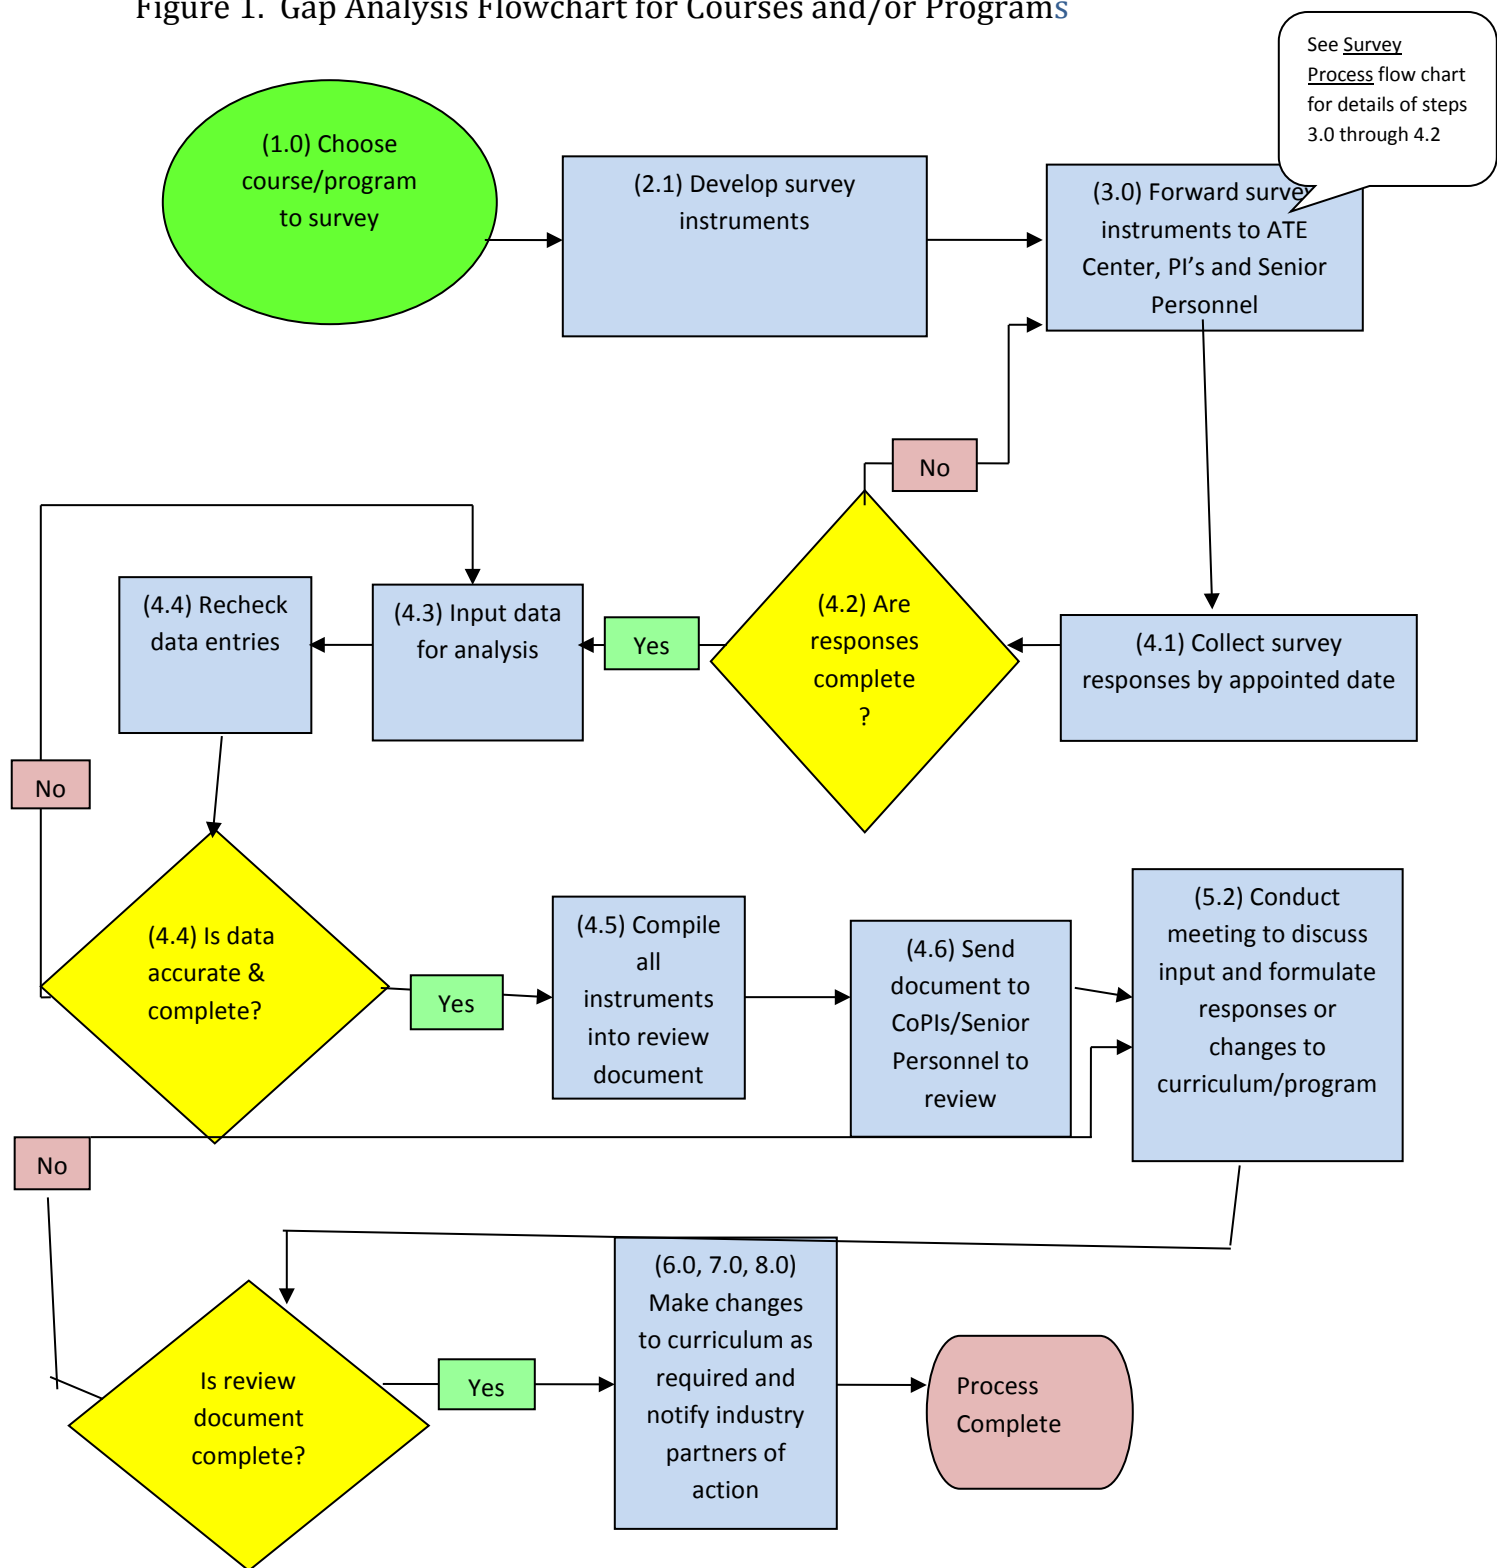 Figure 1.  Gap Analysis Flowchart for Courses and/or Programs
See Survey
Process flow chart
for details of steps
3.0 through 4.2
(1.0) Choose
course/program
to survey
(2.1) Develop survey
instruments
(3.0) Forward survey
instruments to ATE
Center, PI's and Senior
Personnel
No
(4.4) Recheck
data entries
(4.3) Input data
for analysis
Yes
(4.2) Are
responses
complete
?
(4.1) Collect survey
responses by appointed date
No
(4.4) Is data
accurate &
complete?
Yes
(4.5) Compile
all
instruments
into review
document
(4.6) Send
document to
CoPIs/Senior
Personnel to
review
(5.2) Conduct
meeting to discuss
input and formulate
responses or
changes to
curriculum/program
No
Is review
document
complete?
Yes
(6.0, 7.0, 8.0)
Make changes
to curriculum as
required and
notify industry
partners of
action
Process
Complete